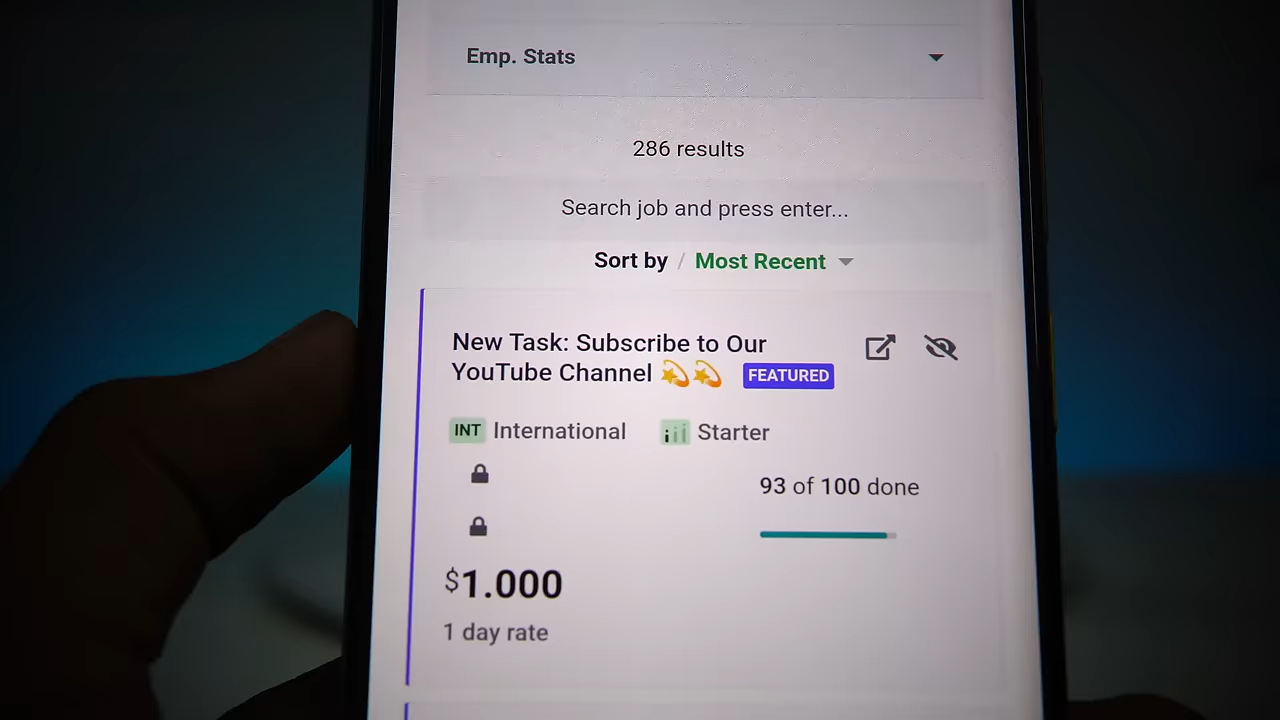 Emp. Stats
286 results
Search job and press enter...
Sort by / Most Recent
New Task: Subscribe to Our
YouTube Channel 💫💫 FEATURED
INT International Starter
93 of 100 done
$1.000
1 day rate